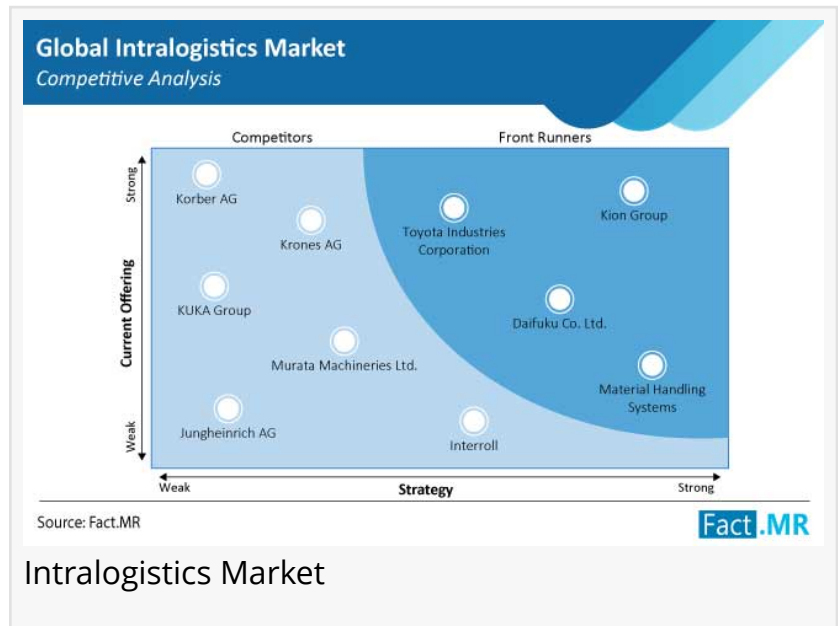 Global Intralogistics Market
Competitive Analysis
Competitors
Front Runners
Strong
Current Offering
Weak
Korber AG
Kion Group
Toyota Industries
Corporation
Krones AG
KUKA Group
Daifuku Co. Ltd.
Murata Machineries Ltd.
Material Handling
Systems
Jungheinrich AG
Interroll
Weak
Strategy
Strong
Source: Fact.MR
Fact.MR
Intralogistics Market